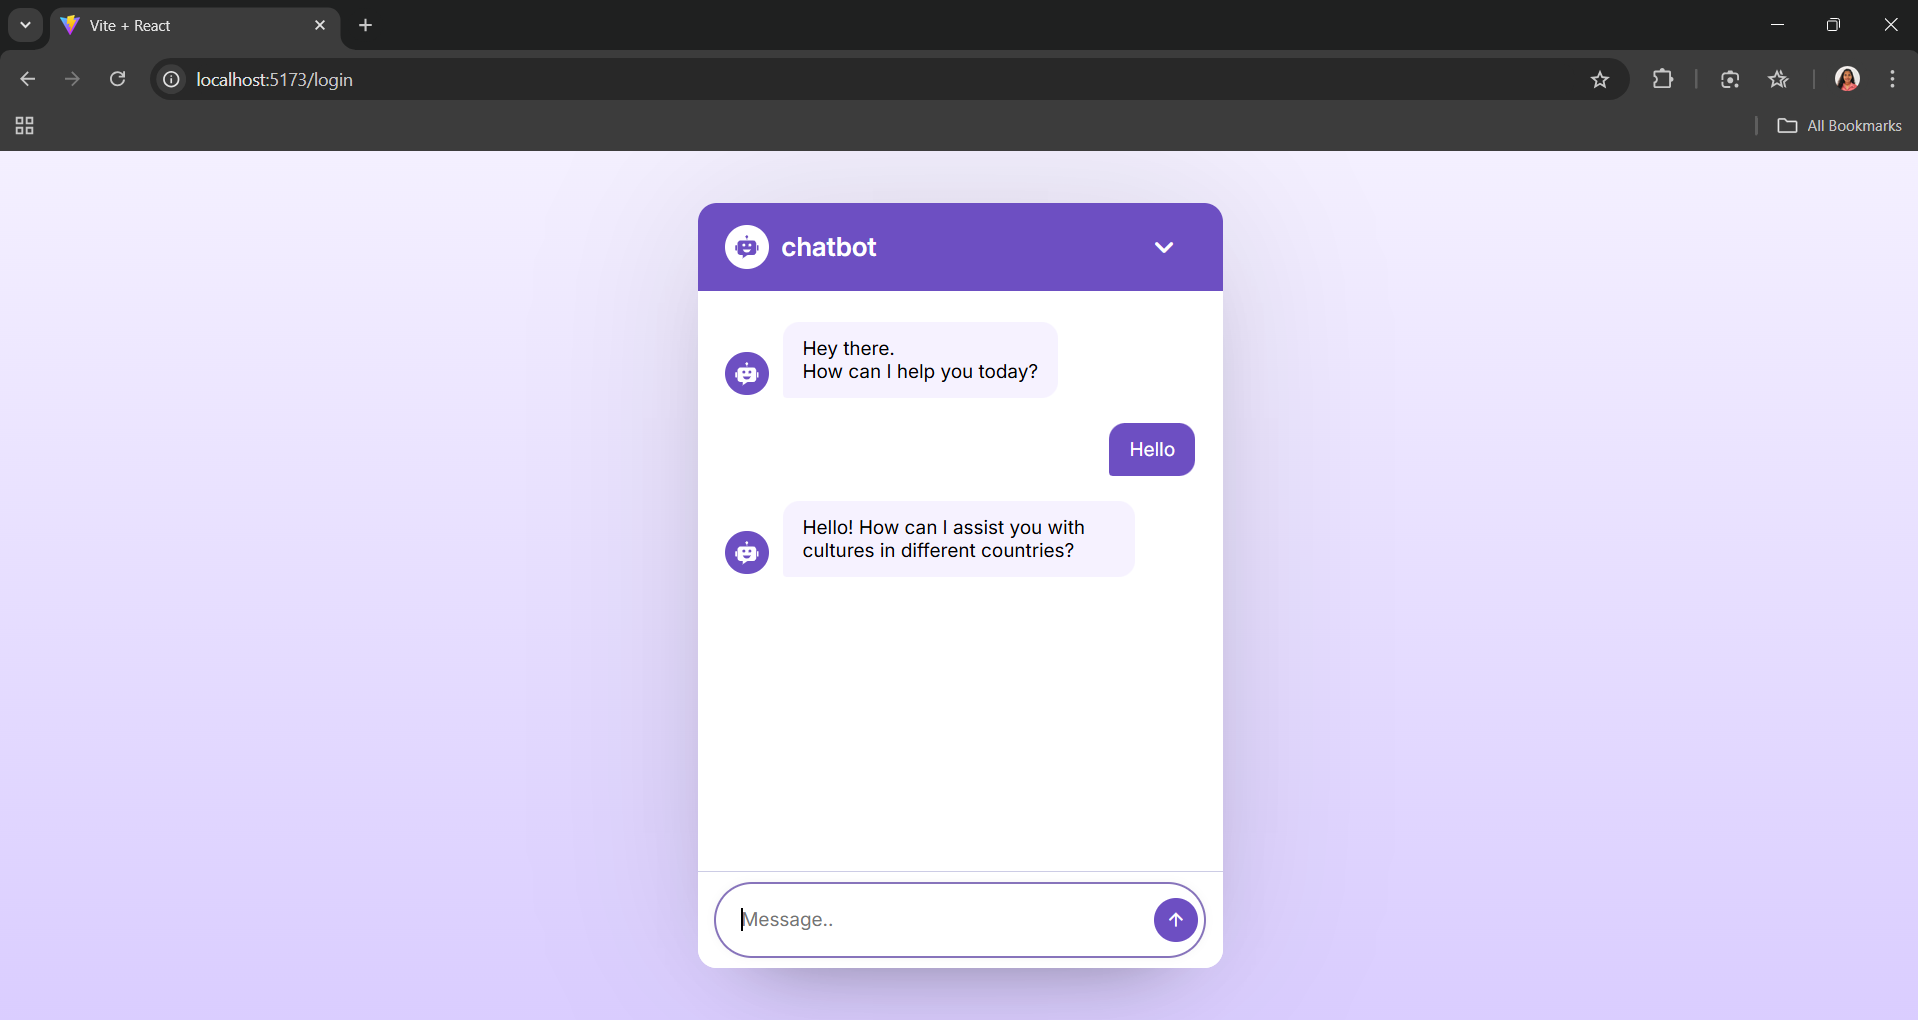 Vite + React
localhost:5173/login
All Bookmarks
chatbot
Hey there.
How can I help you today?
Hello
Hello! How can I assist you with
cultures in different countries?
Message..